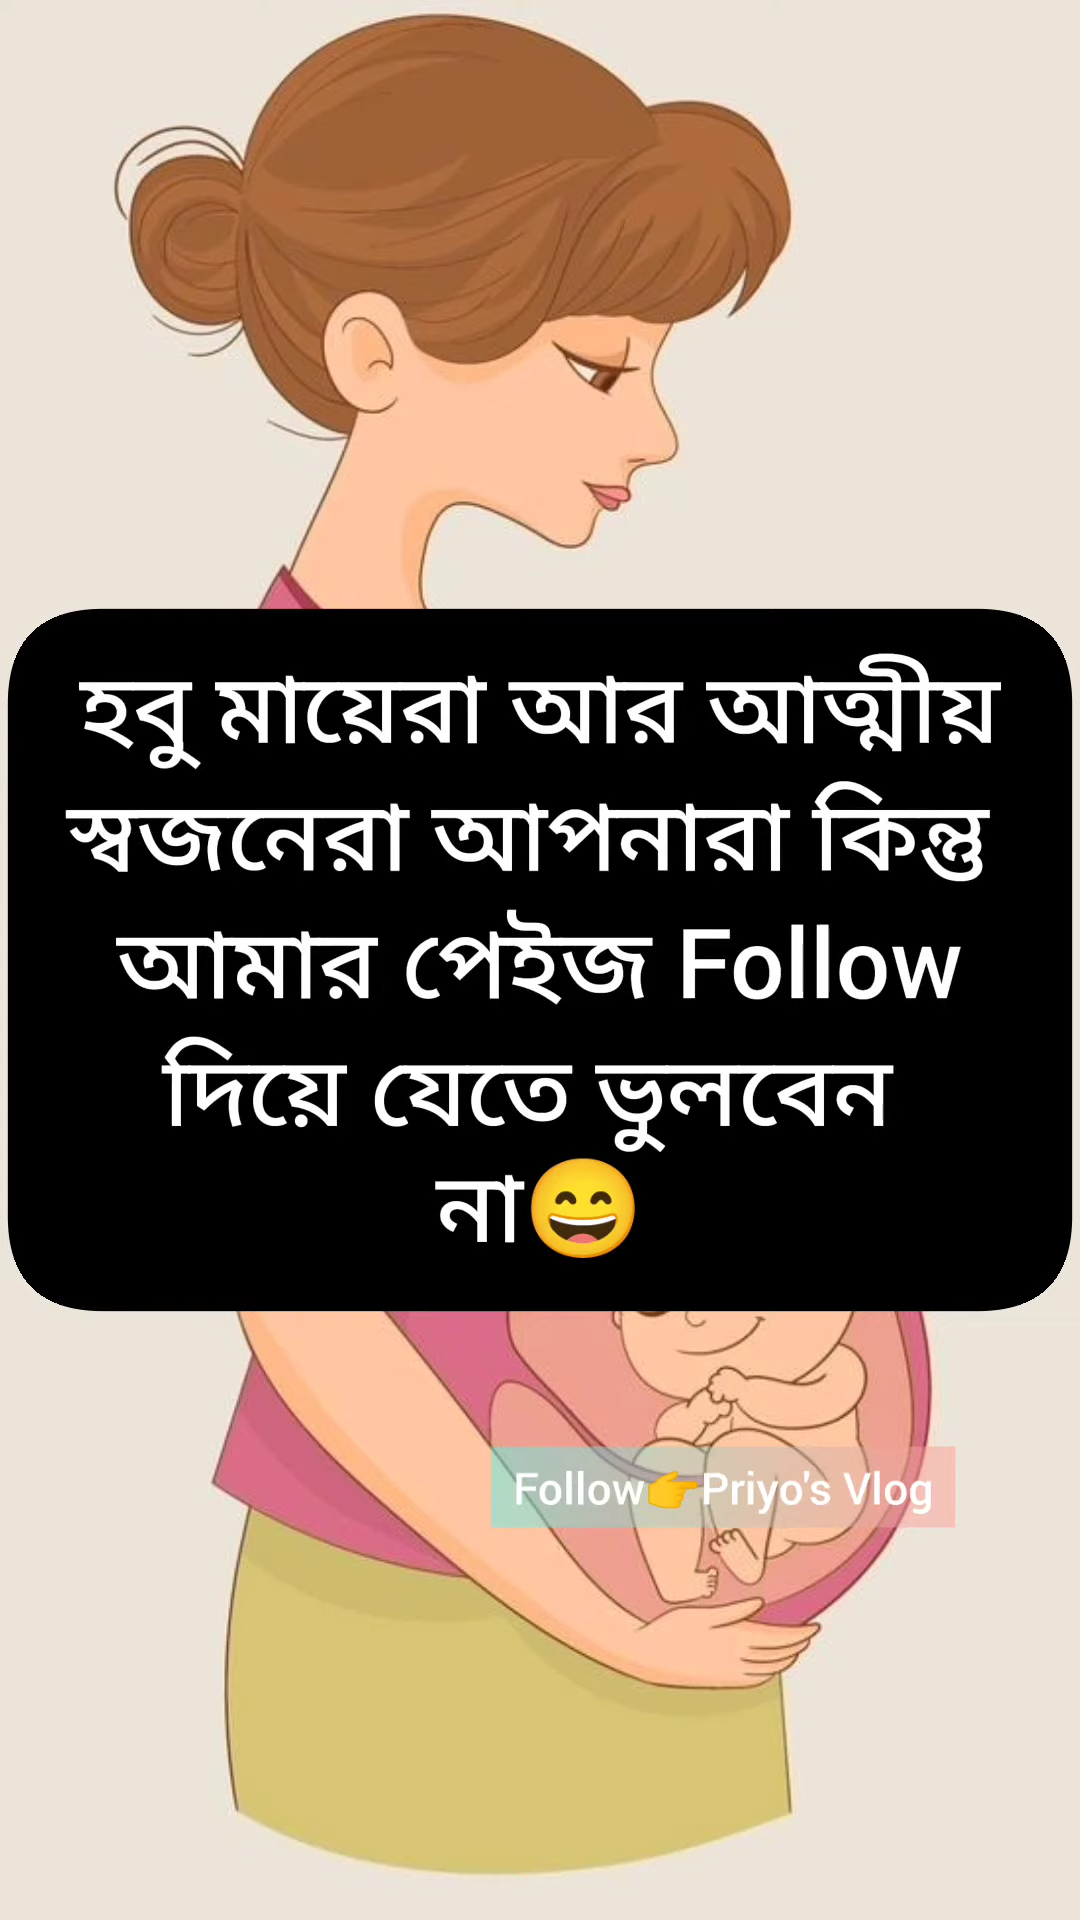 হবু মায়েরা আর আত্মীয়
স্বজনেরা আপনারা কিন্তু
আমার পেইজ Follow
দিয়ে যেতে ভুলবেন
না😄
Follow👉Priyo's Vlog